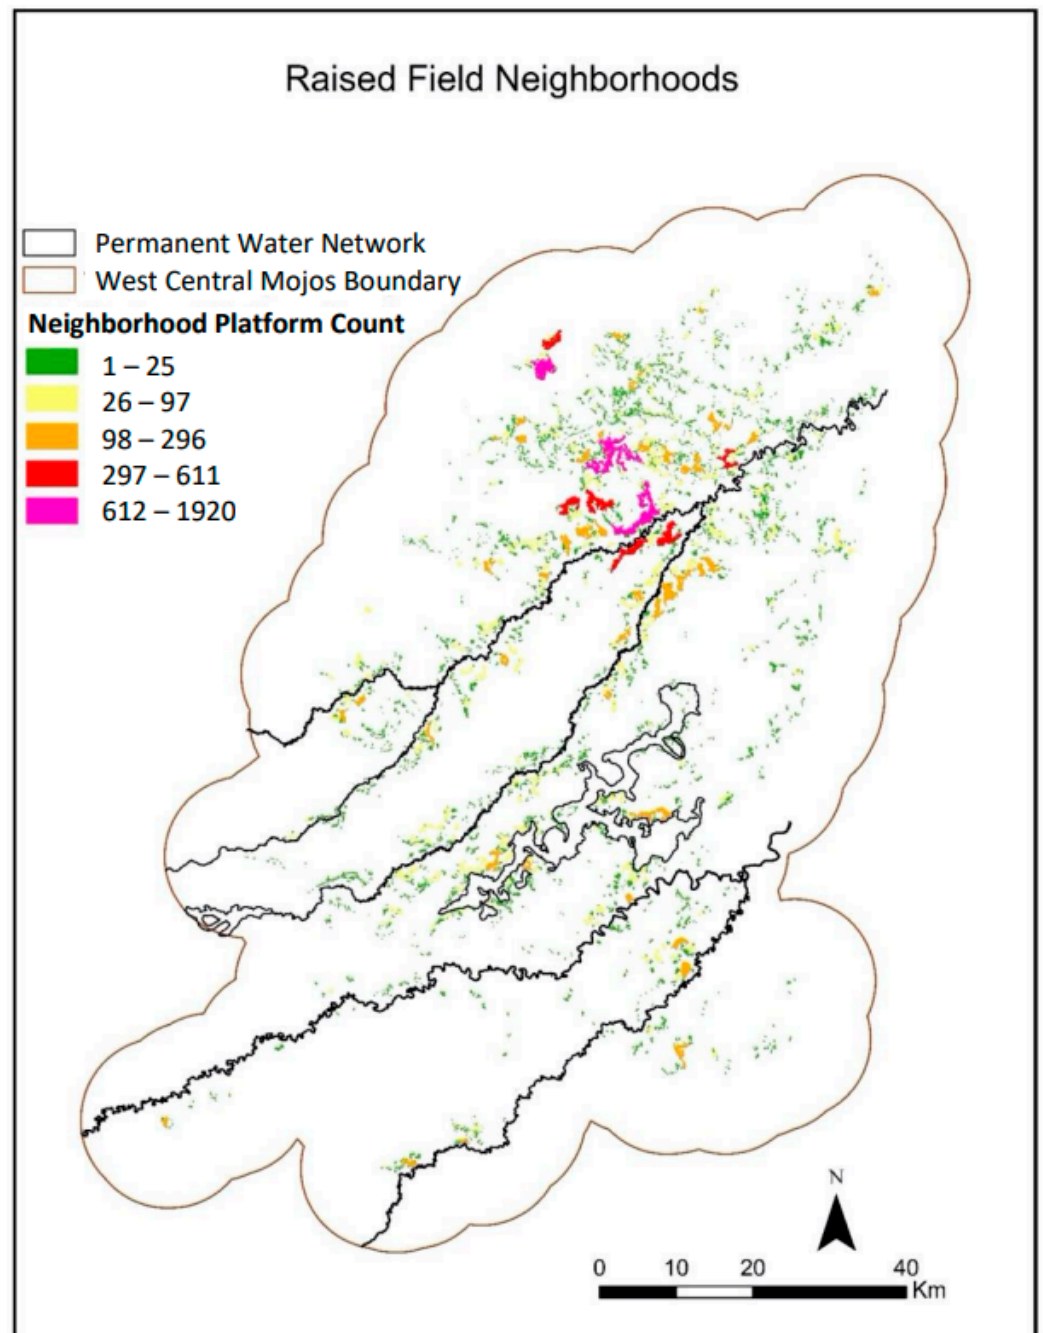 Raised Field Neighborhoods
Permanent Water Network
West Central Mojos Boundary
Neighborhood Platform Count
1 – 25
26 – 97
98 – 296
297 – 611
612 – 1920
N
0 10 20 40
Km